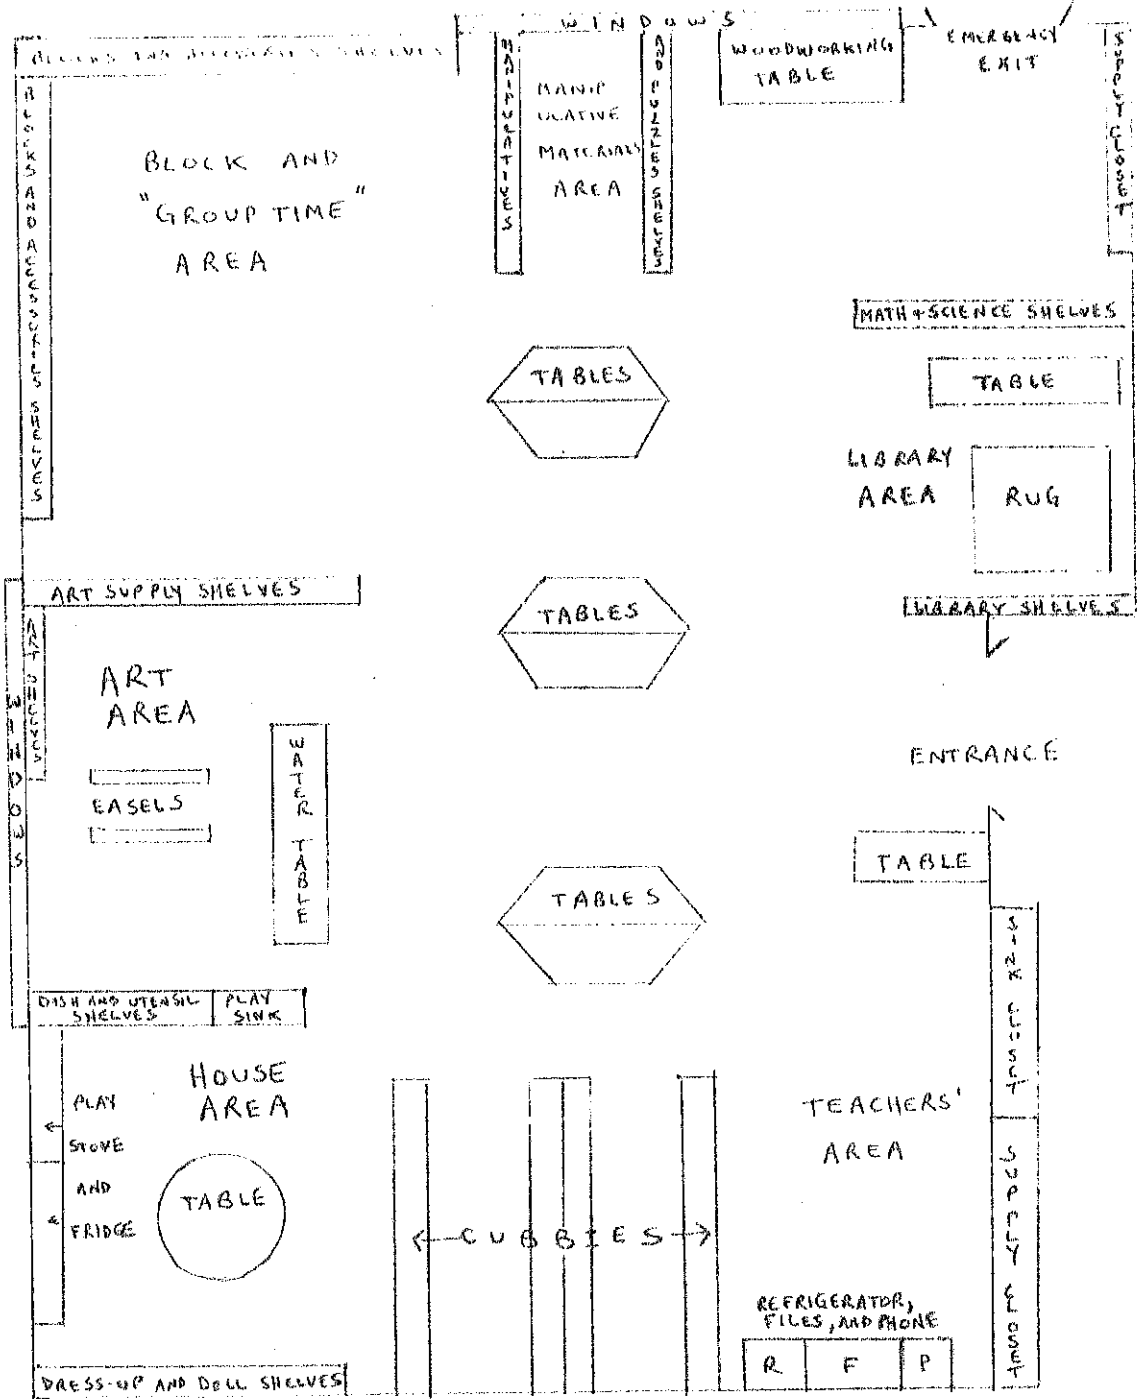 WINDOWS
BLOCKS AND ACCESSORIES SHELVES
BLOCKS AND ACCESSORIES SHELVES
BLOCK AND
"GROUP TIME"
AREA
MANIPULATIVES
MANIP
ULATIVE
MATERIALS
AREA
AND PUZZLES SHELVES
WOODWORKING
TABLE
EMERGENCY
EXIT
SUPPLY CLOSET
MATH + SCIENCE SHELVES
TABLES
TABLE
LIBRARY
AREA
RUG
ART SUPPLY SHELVES
TABLES
LIBRARY SHELVES
ART SHELVES
WINDOWS
ART
AREA
EASELS
WATER TABLE
ENTRANCE
TABLE
TABLES
SINK CLOSET
DISH AND UTENSIL
SHELVES
PLAY
SINK
HOUSE
AREA
PLAY
STOVE
AND
FRIDGE
TABLE
CUBBIES
TEACHERS'
AREA
SUPPLY CLOSET
REFRIGERATOR,
FILES, AND PHONE
R F P
DRESS-UP AND DOLL SHELVES